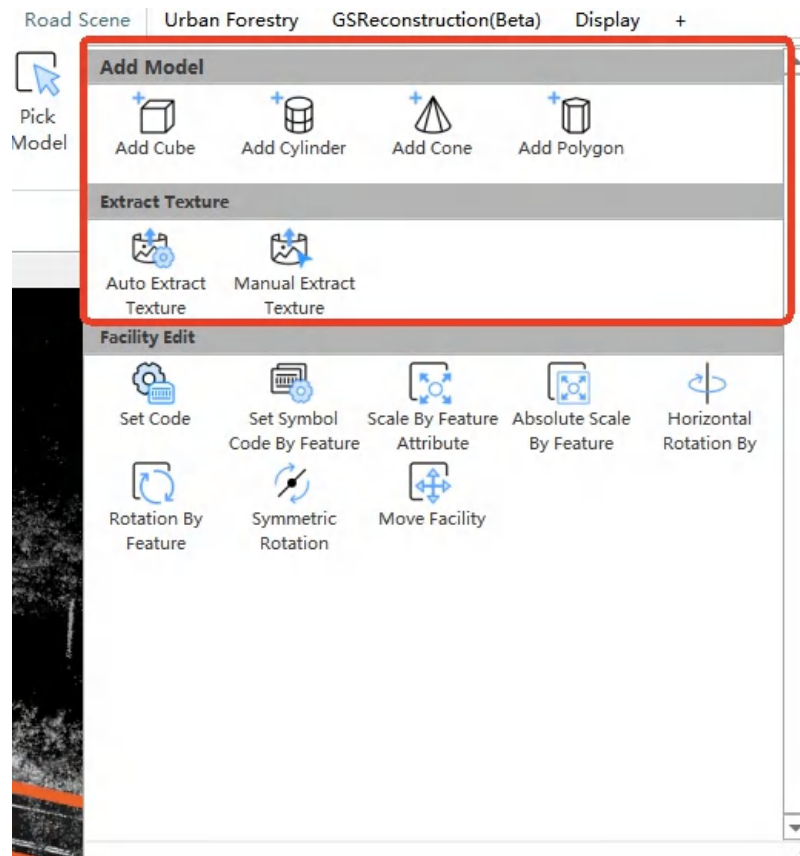 Road Scene Urban Forestry GSReconstruction(Beta) Display +
Pick
Model
Add Model
Add Cube Add Cylinder Add Cone Add Polygon
Extract Texture
Auto Extract Manual Extract
Texture Texture
Facility Edit
Set Code Set Symbol Scale By Feature Absolute Scale Horizontal
Code By Feature Attribute By Feature Rotation By
Rotation By Symmetric Move Facility
Feature Rotation